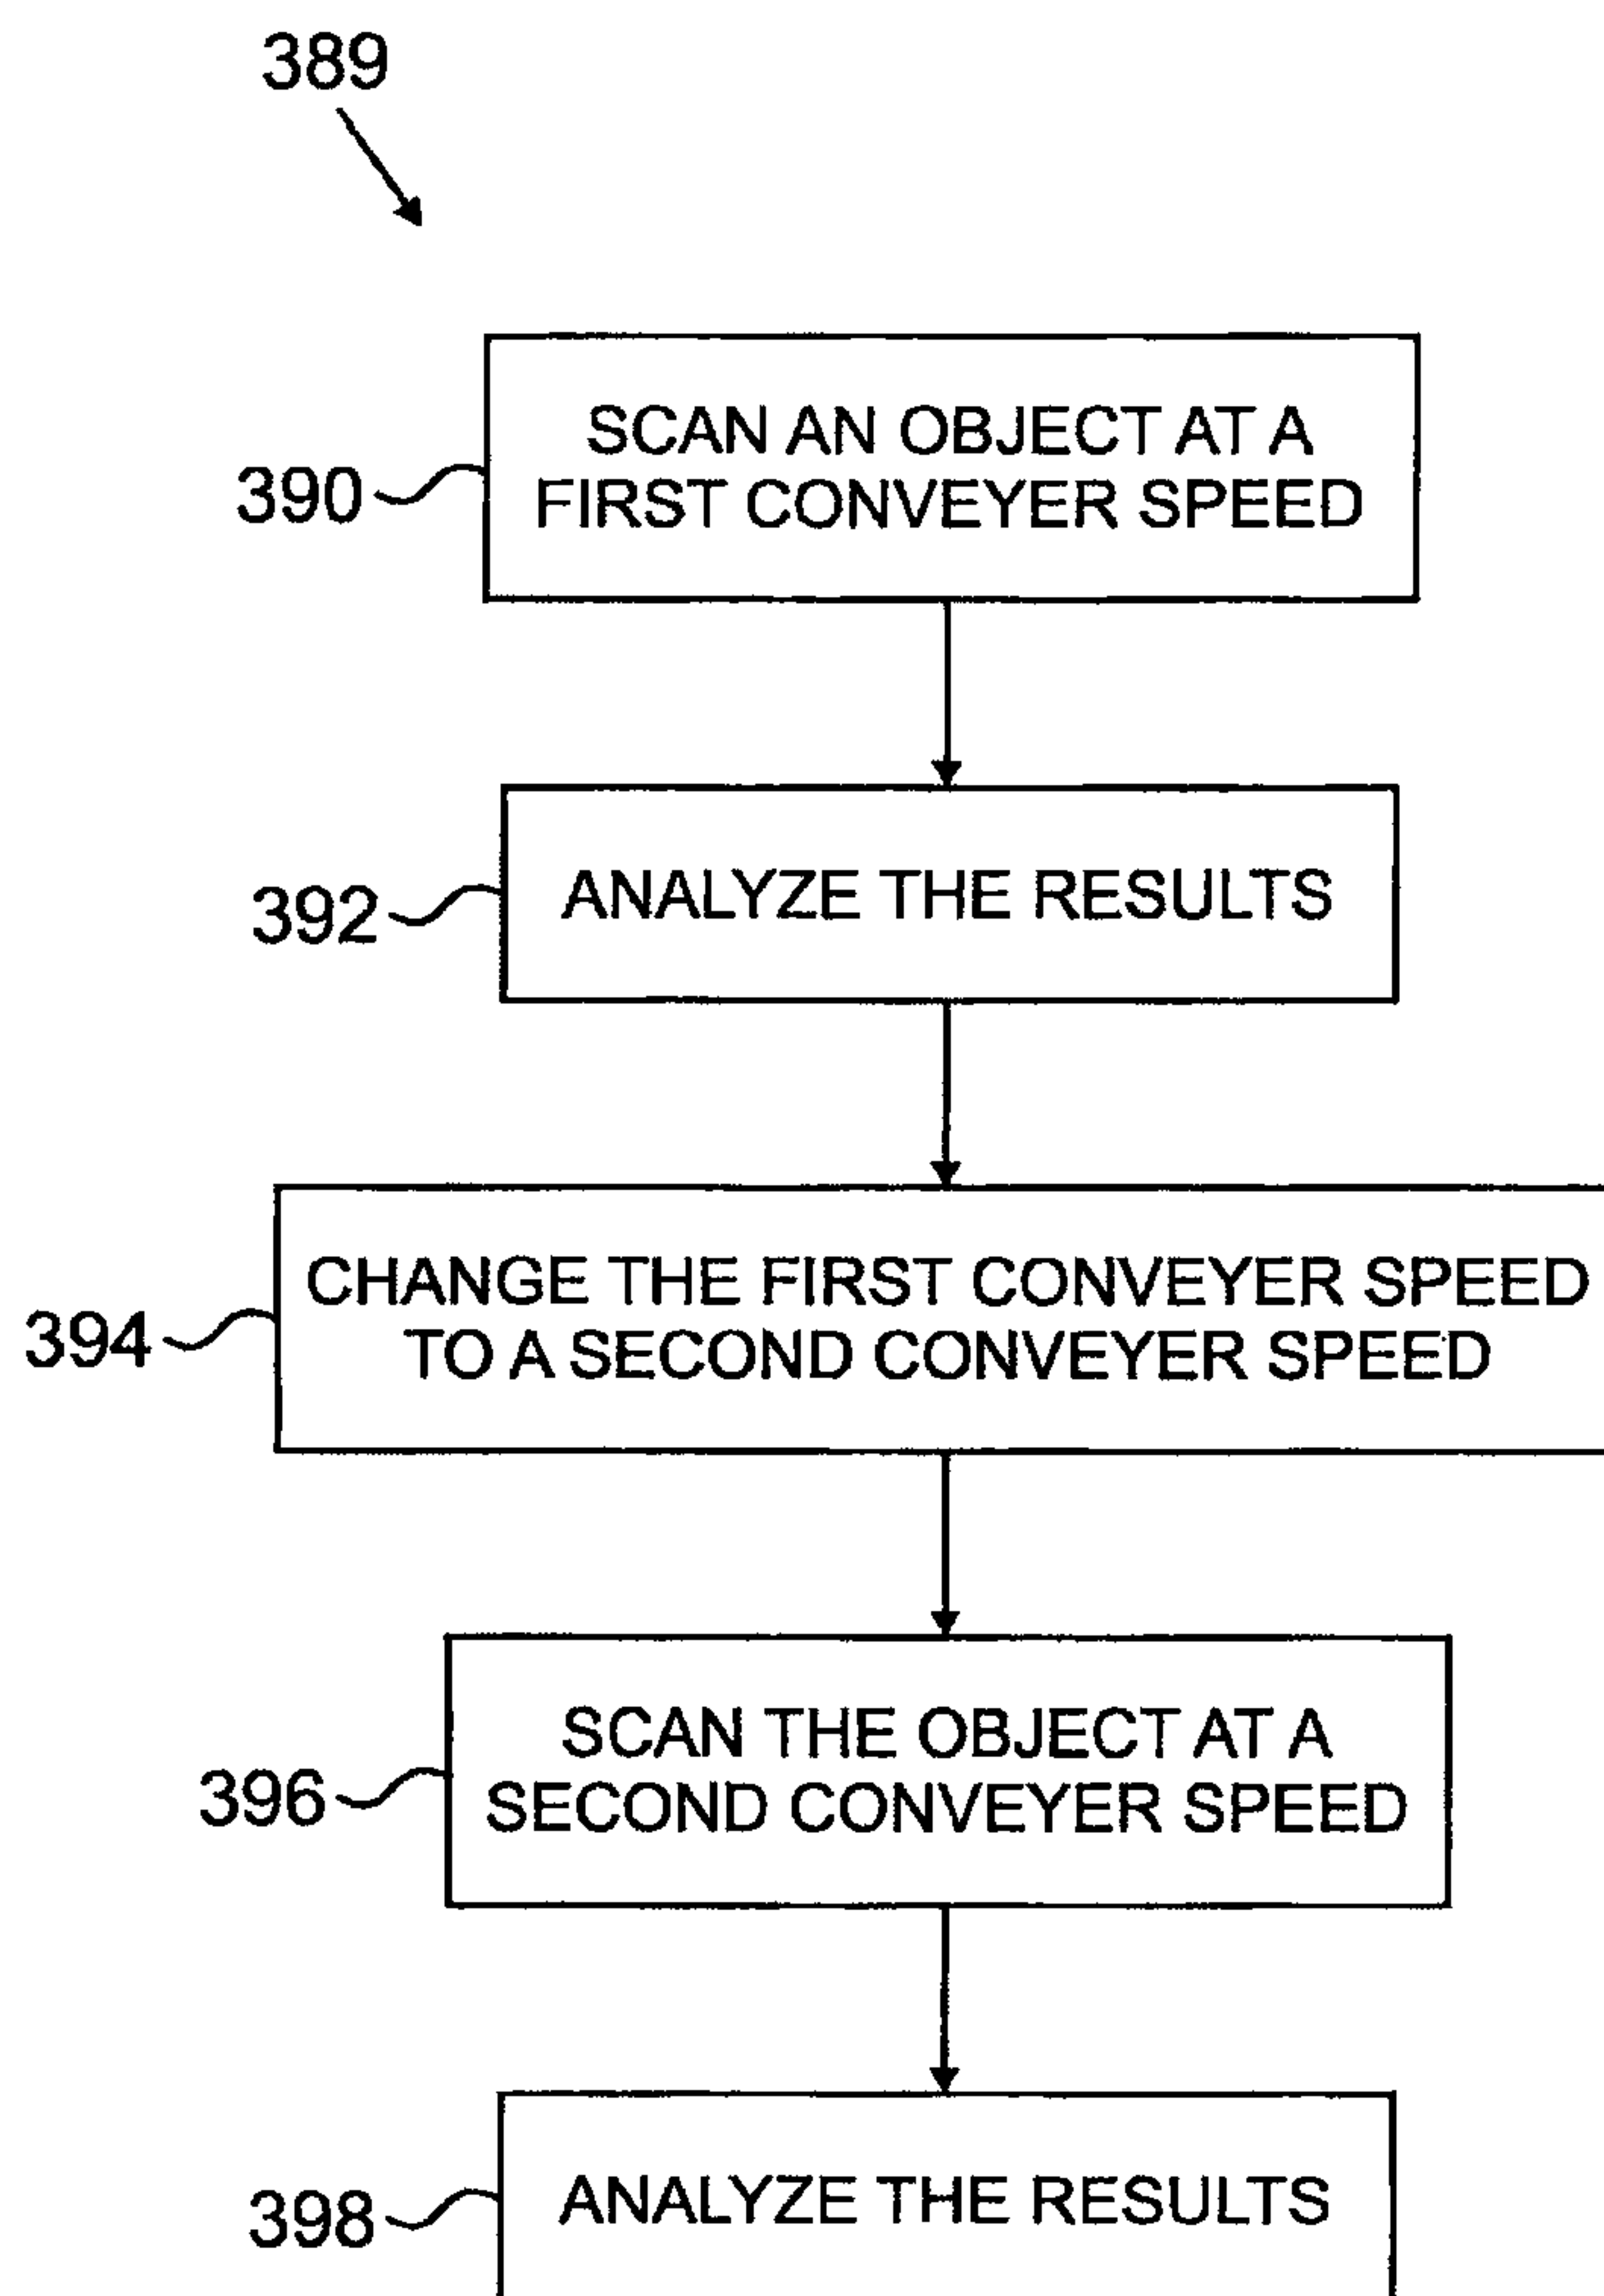 389
390
SCAN AN OBJECT AT A
FIRST CONVEYER SPEED
392
ANALYZE THE RESULTS
394
CHANGE THE FIRST CONVEYER SPEED
TO A SECOND CONVEYER SPEED
396
SCAN THE OBJECT AT A
SECOND CONVEYER SPEED
398
ANALYZE THE RESULTS